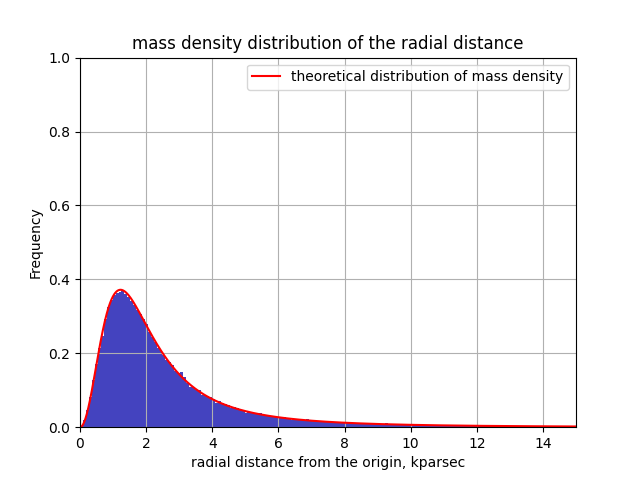 mass density distribution of the radial distance
theoretical distribution of mass density
Frequency
1.0
0.8
0.6
0.4
0.2
0.0
0 2 4 6 8 10 12 14
radial distance from the origin, kparsec